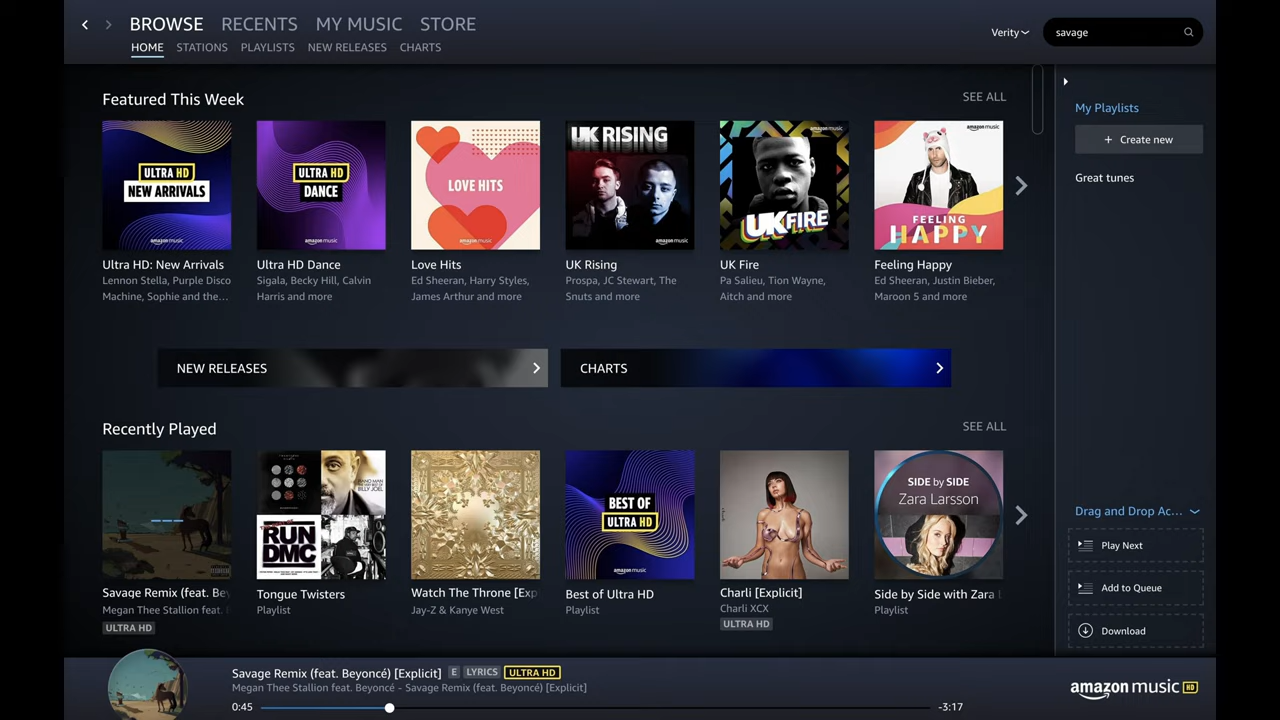 BROWSE RECENTS MY MUSIC STORE
HOME STATIONS PLAYLISTS NEW RELEASES CHARTS
Verity
savage
Featured This Week
SEE ALL
ULTRA HD
NEW ARRIVALS
amazon music
ULTRA HD
DANCE
amazon music
LOVE HITS
amazon music
UK RISING
amazon music
amazon music
UK FIRE
amazon music
FEELING
HAPPY
Ultra HD: New Arrivals
Lennon Stella, Purple Disco
Machine, Sophie and the...
Ultra HD Dance
Sigala, Becky Hill, Calvin
Harris and more
Love Hits
Ed Sheeran, Harry Styles,
James Arthur and more
UK Rising
Prospa, JC Stewart, The
Snuts and more
UK Fire
Pa Salieu, Tion Wayne,
Aitch and more
Feeling Happy
Ed Sheeran, Justin Bieber,
Maroon 5 and more
NEW RELEASES
CHARTS
Recently Played
SEE ALL
PIANO MAN
THE VERY BEST OF
BILLY JOEL
RUN
DMC
BEST OF
ULTRA HD
amazon music
SIDE by SIDE
Zara Larsson
Savage Remix (feat. Be
Megan Thee Stallion feat.
ULTRA HD
Tongue Twisters
Playlist
Watch The Throne [Exp
Jay-Z & Kanye West
Best of Ultra HD
Playlist
Charli [Explicit]
Charli XCX
ULTRA HD
Side by Side with Zara
Playlist
My Playlists
+ Create new
Great tunes
Drag and Drop Ac...
Play Next
Add to Queue
Download
Savage Remix (feat. Beyoncé) [Explicit] E LYRICS ULTRA HD
Megan Thee Stallion feat. Beyoncé - Savage Remix (feat. Beyoncé) [Explicit]
0:45
-3:17
amazon music HD